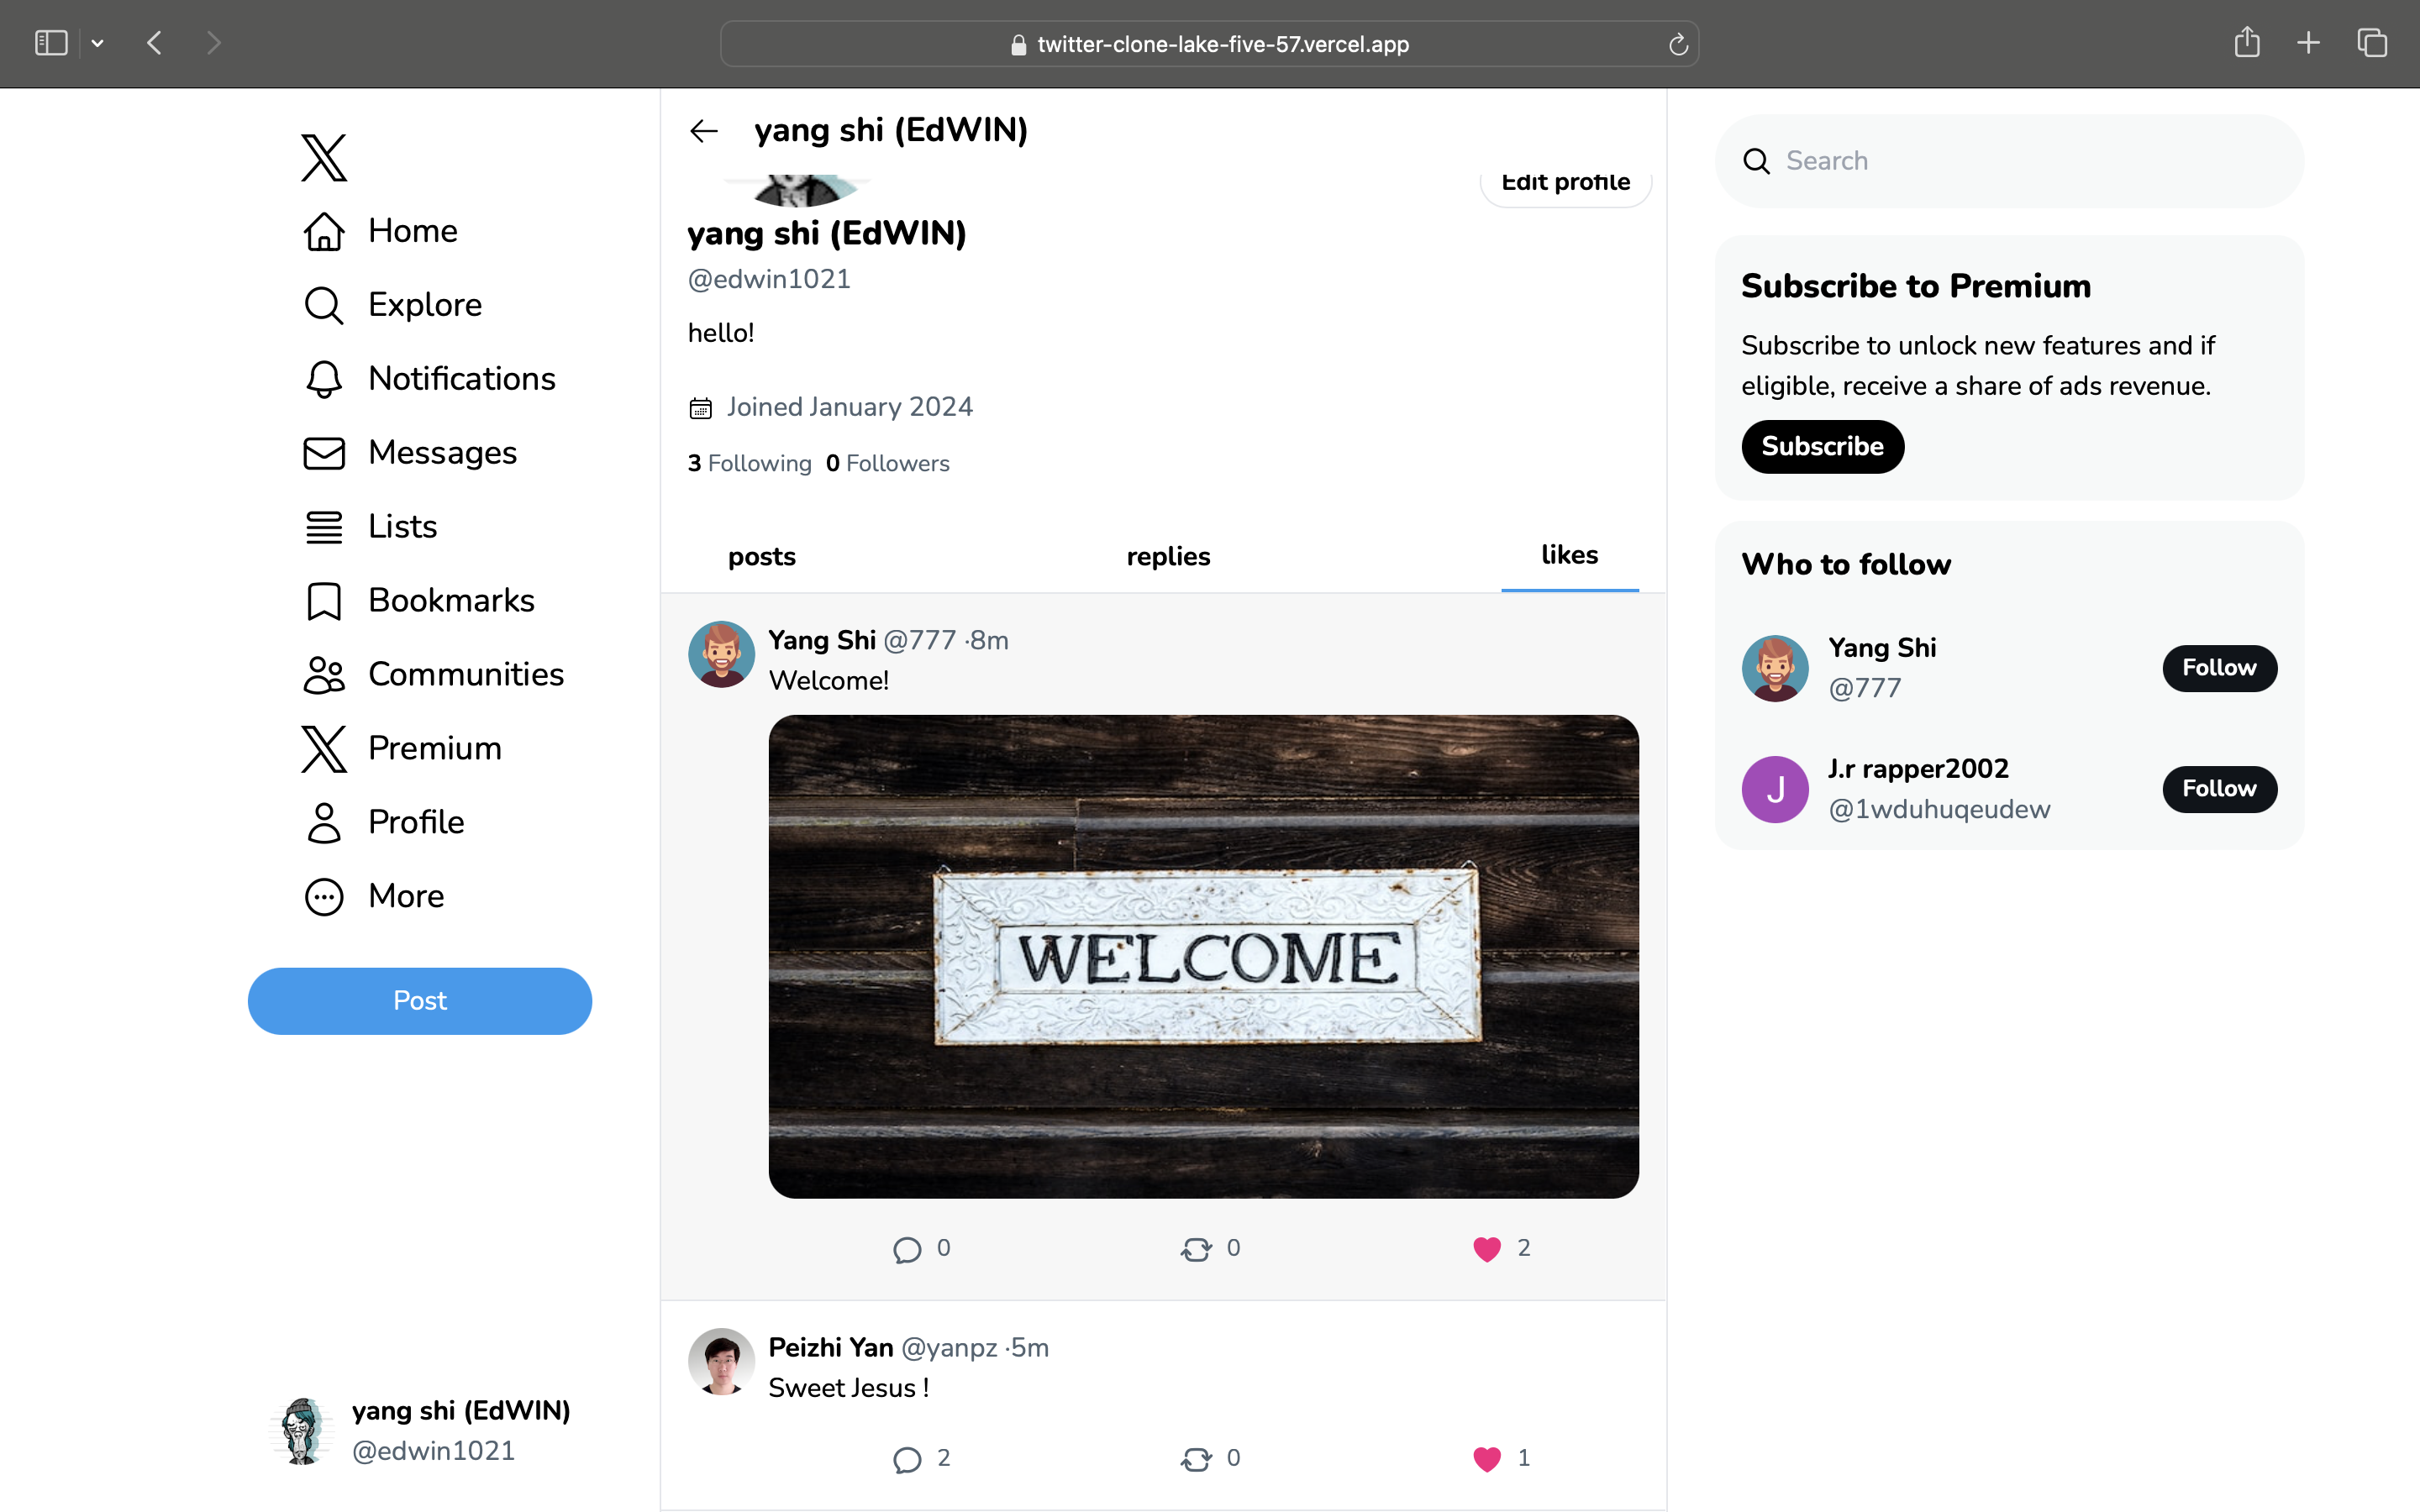 twitter-clone-lake-five-57.vercel.app
Home
Explore
Notifications
Messages
Lists
Bookmarks
Communities
Premium
Profile
More
Post
yang shi (EdWIN)
@edwin1021
yang shi (EdWIN)
Edit profile
yang shi (EdWIN)
@edwin1021
hello!
Joined January 2024
3 Following 0 Followers
posts replies likes
Yang Shi @777 ·8m
Welcome!
WELCOME
0 0 2
Peizhi Yan @yanpz ·5m
Sweet Jesus !
2 0 1
Search
Subscribe to Premium
Subscribe to unlock new features and if
eligible, receive a share of ads revenue.
Subscribe
Who to follow
Yang Shi
@777
Follow
J
J.r rapper2002
@1wduhuqeudew
Follow